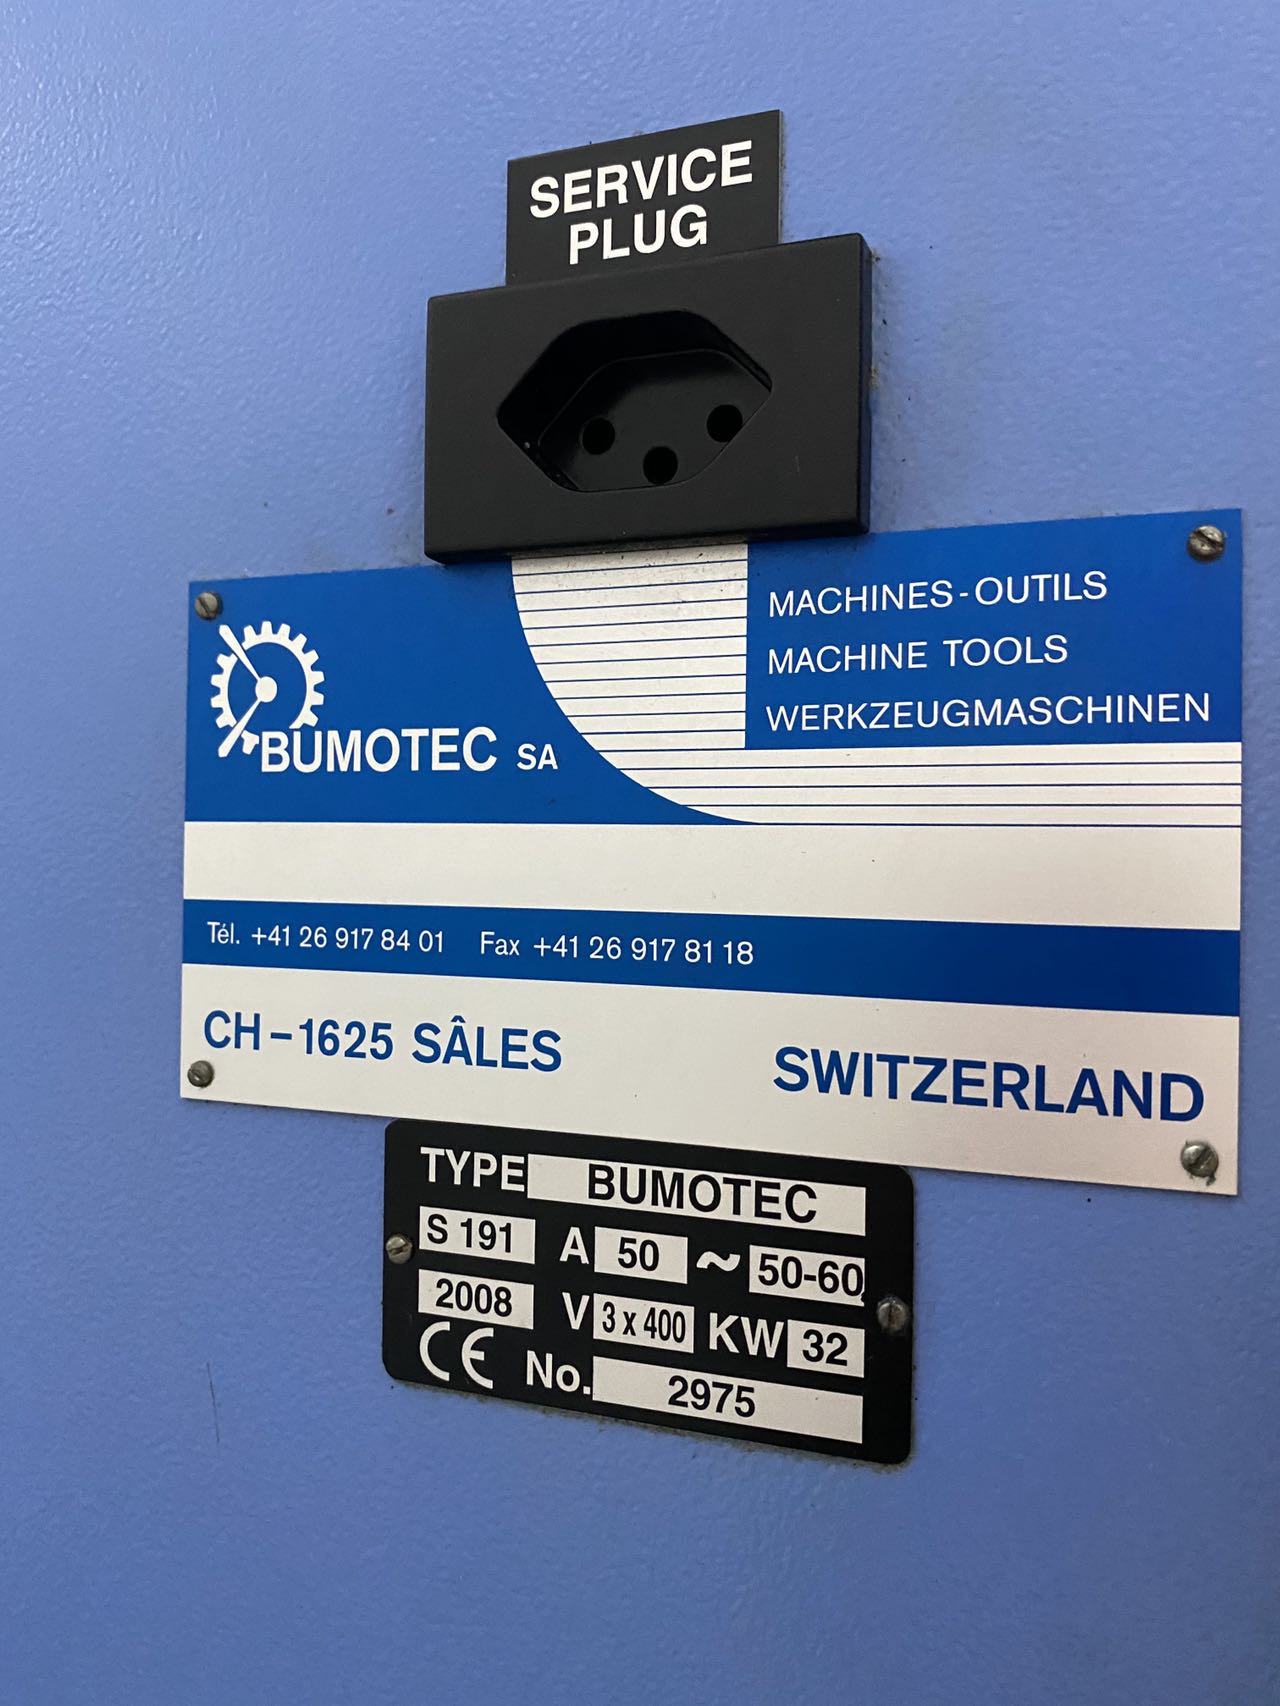 SERVICE
PLUG
BUMOTEC SA
MACHINES-OUTILS
MACHINE TOOLS
WERKZEUGMASCHINEN
Tél. +41 26 917 84 01 Fax +41 26 917 81 18
CH-1625 SÂLES SWITZERLAND
TYPE BUMOTEC
S 191 A 50 ~ 50-60
2008 V 3 x 400 KW 32
CE No. 2975